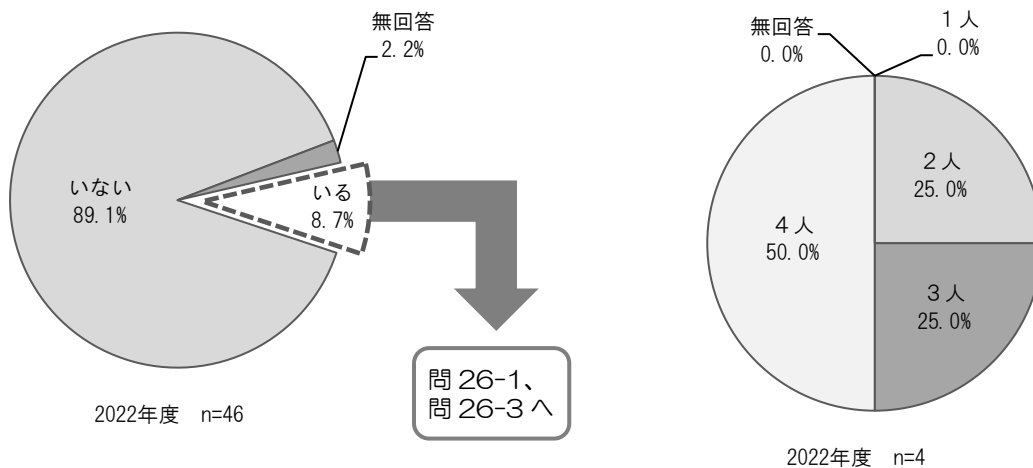 無回答
2.2%
いない
89.1%
いる
8.7%
問 26-1、
問 26-3 へ
2022年度 n=46
無回答
0.0%
1 人
0.0%
2 人
25.0%
4 人
50.0%
3 人
25.0%
2022年度 n=4